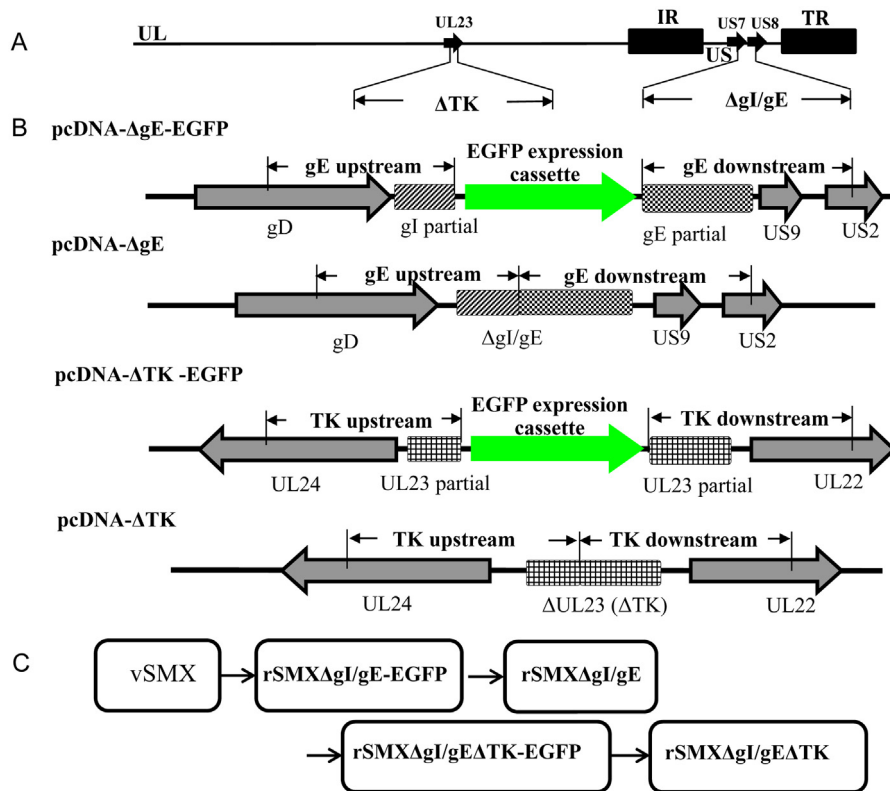 A
UL
UL23
IR
US7 US8
TR
US
ΔTK
ΔgI/gE
B
pcDNA-ΔgE-EGFP
gE upstream
EGFP expression
cassette
gE downstream
gD
gI partial
gE partial
US9
US2
pcDNA-ΔgE
gE upstream
gE downstream
gD
ΔgI/gE
US9
US2
pcDNA-ΔTK -EGFP
TK upstream
EGFP expression
cassette
TK downstream
UL24
UL23 partial
UL23 partial
UL22
pcDNA-ΔTK
TK upstream
TK downstream
UL24
ΔUL23 (ΔTK)
UL22
C
vSMX
rSMXΔgI/gE-EGFP
rSMXΔgI/gE
rSMXΔgI/gEΔTK-EGFP
rSMXΔgI/gEΔTK